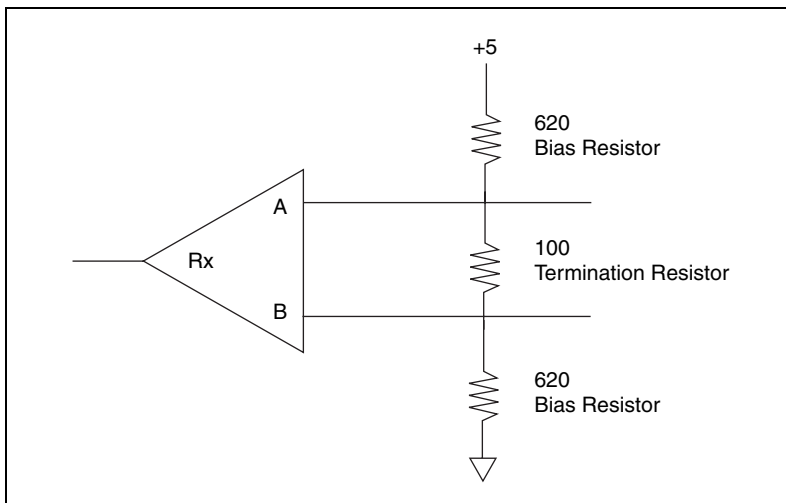 +5
620
Bias Resistor
A
100
Termination Resistor
Rx
B
620
Bias Resistor